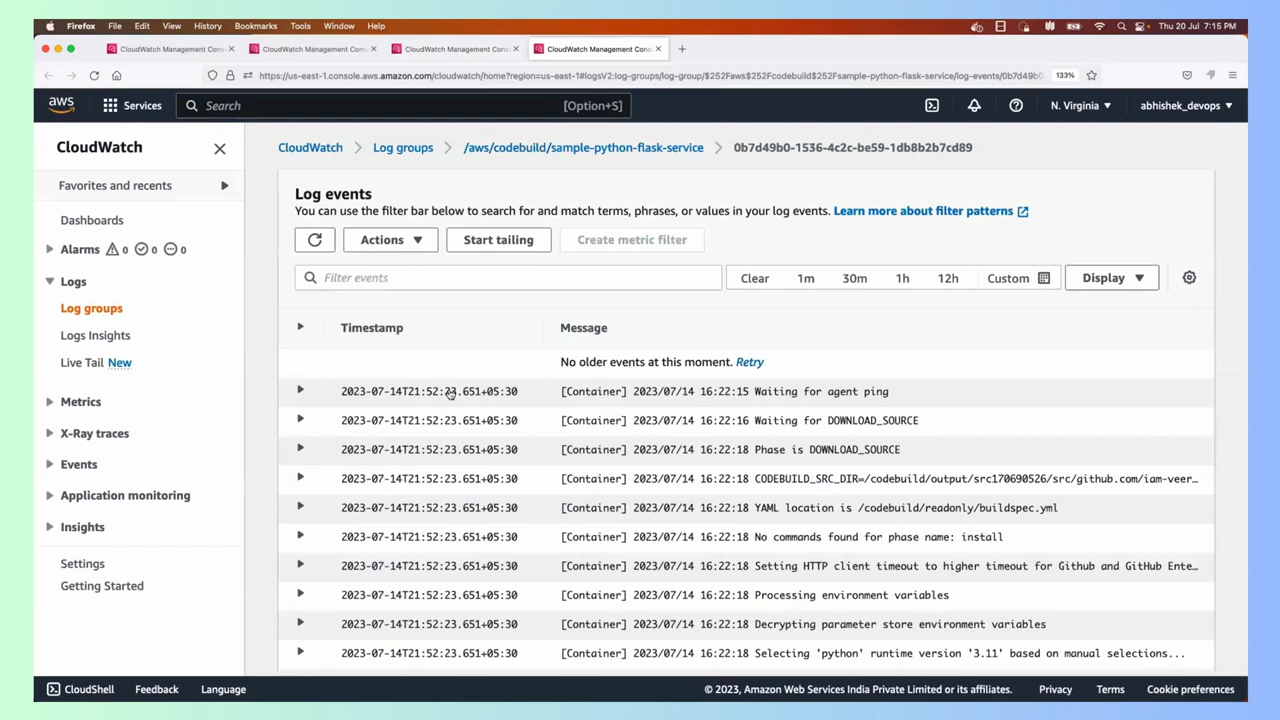 Firefox File Edit View History Bookmarks Tools Window Help Thu 20 Jul 7:15 PM
CloudWatch Management Cons CloudWatch Management Cons CloudWatch Management Cons CloudWatch Management Cons
https://us-east-1.console.aws.amazon.com/cloudwatch/home?region=us-east-1#logsV2:log-groups/log-group/$252Faws$252Fcodebuild$252Fsample-python-flask-service/log-events/0b7d49b0 133%
aws Services Search [Option+S] N. Virginia abhishek_devops
CloudWatch
Favorites and recents
Dashboards
Alarms 0 0 0
Logs
Log groups
Logs Insights
Live Tail New
Metrics
X-Ray traces
Events
Application monitoring
Insights
Settings
Getting Started
CloudWatch Log groups /aws/codebuild/sample-python-flask-service 0b7d49b0-1536-4c2c-be59-1db8b2b7cd89
Log events
You can use the filter bar below to search for and match terms, phrases, or values in your log events. Learn more about filter patterns
Actions Start tailing Create metric filter
Filter events Clear 1m 30m 1h 12h Custom Display
Timestamp Message
No older events at this moment. Retry
2023-07-14T21:52:23.651+05:30 [Container] 2023/07/14 16:22:15 Waiting for agent ping
2023-07-14T21:52:23.651+05:30 [Container] 2023/07/14 16:22:16 Waiting for DOWNLOAD_SOURCE
2023-07-14T21:52:23.651+05:30 [Container] 2023/07/14 16:22:18 Phase is DOWNLOAD_SOURCE
2023-07-14T21:52:23.651+05:30 [Container] 2023/07/14 16:22:18 CODEBUILD_SRC_DIR=/codebuild/output/src170690526/src/github.com/iam-veer…
2023-07-14T21:52:23.651+05:30 [Container] 2023/07/14 16:22:18 YAML location is /codebuild/readonly/buildspec.yml
2023-07-14T21:52:23.651+05:30 [Container] 2023/07/14 16:22:18 No commands found for phase name: install
2023-07-14T21:52:23.651+05:30 [Container] 2023/07/14 16:22:18 Setting HTTP client timeout to higher timeout for Github and GitHub Ente…
2023-07-14T21:52:23.651+05:30 [Container] 2023/07/14 16:22:18 Processing environment variables
2023-07-14T21:52:23.651+05:30 [Container] 2023/07/14 16:22:18 Decrypting parameter store environment variables
2023-07-14T21:52:23.651+05:30 [Container] 2023/07/14 16:22:18 Selecting 'python' runtime version '3.11' based on manual selections...
CloudShell Feedback Language © 2023, Amazon Web Services India Private Limited or its affiliates. Privacy Terms Cookie preferences